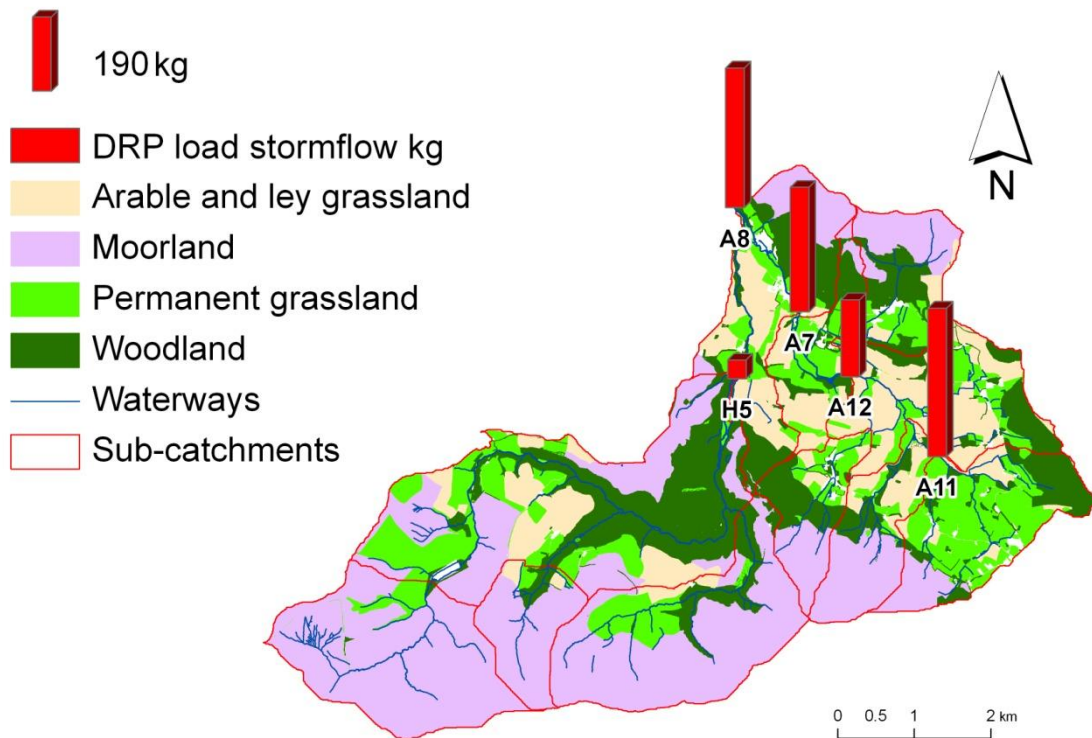 190 kg
DRP load stormflow kg
Arable and ley grassland
Moorland
Permanent grassland
Woodland
Waterways
Sub-catchments
N
A8
A7
H5
A12
A11
0 0.5 1 2 km